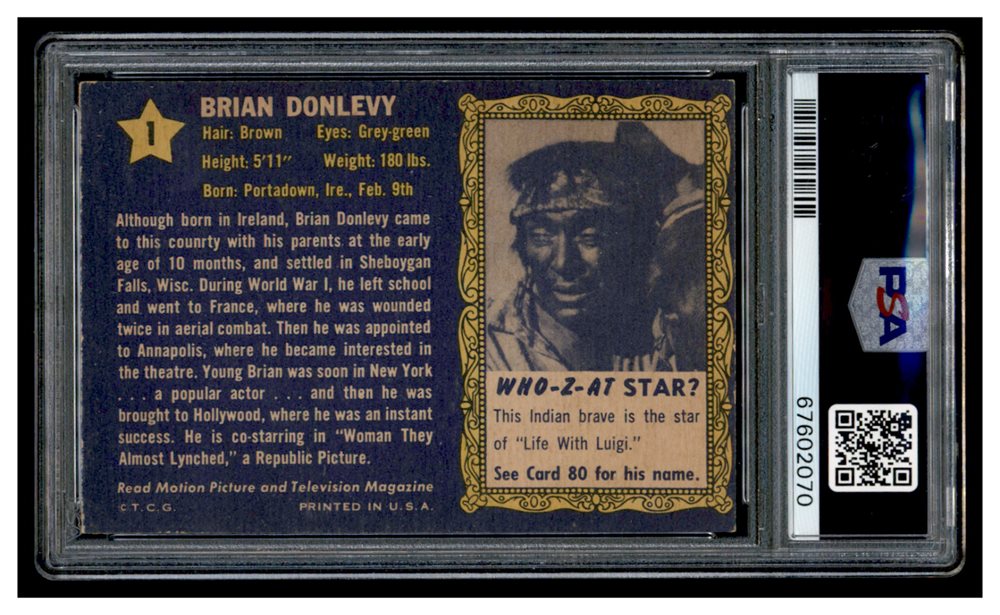 1
BRIAN DONLEVY
Hair: Brown Eyes: Grey-green
Height: 5'11" Weight: 180 lbs.
Born: Portadown, Ire., Feb. 9th
Although born in Ireland, Brian Donlevy came
to this counrty with his parents at the early
age of 10 months, and settled in Sheboygan
Falls, Wisc. During World War I, he left school
and went to France, where he was wounded
twice in aerial combat. Then he was appointed
to Annapolis, where he became interested in
the theatre. Young Brian was soon in New York
. . . a popular actor . . . and then he was
brought to Hollywood, where he was an instant
success. He is co-starring in "Woman They
Almost Lynched," a Republic Picture.
Read Motion Picture and Television Magazine
© T.C.G. PRINTED IN U.S.A.
WHO-Z-AT STAR?
This Indian brave is the star
of "Life With Luigi."
See Card 80 for his name.
PSA
67602070